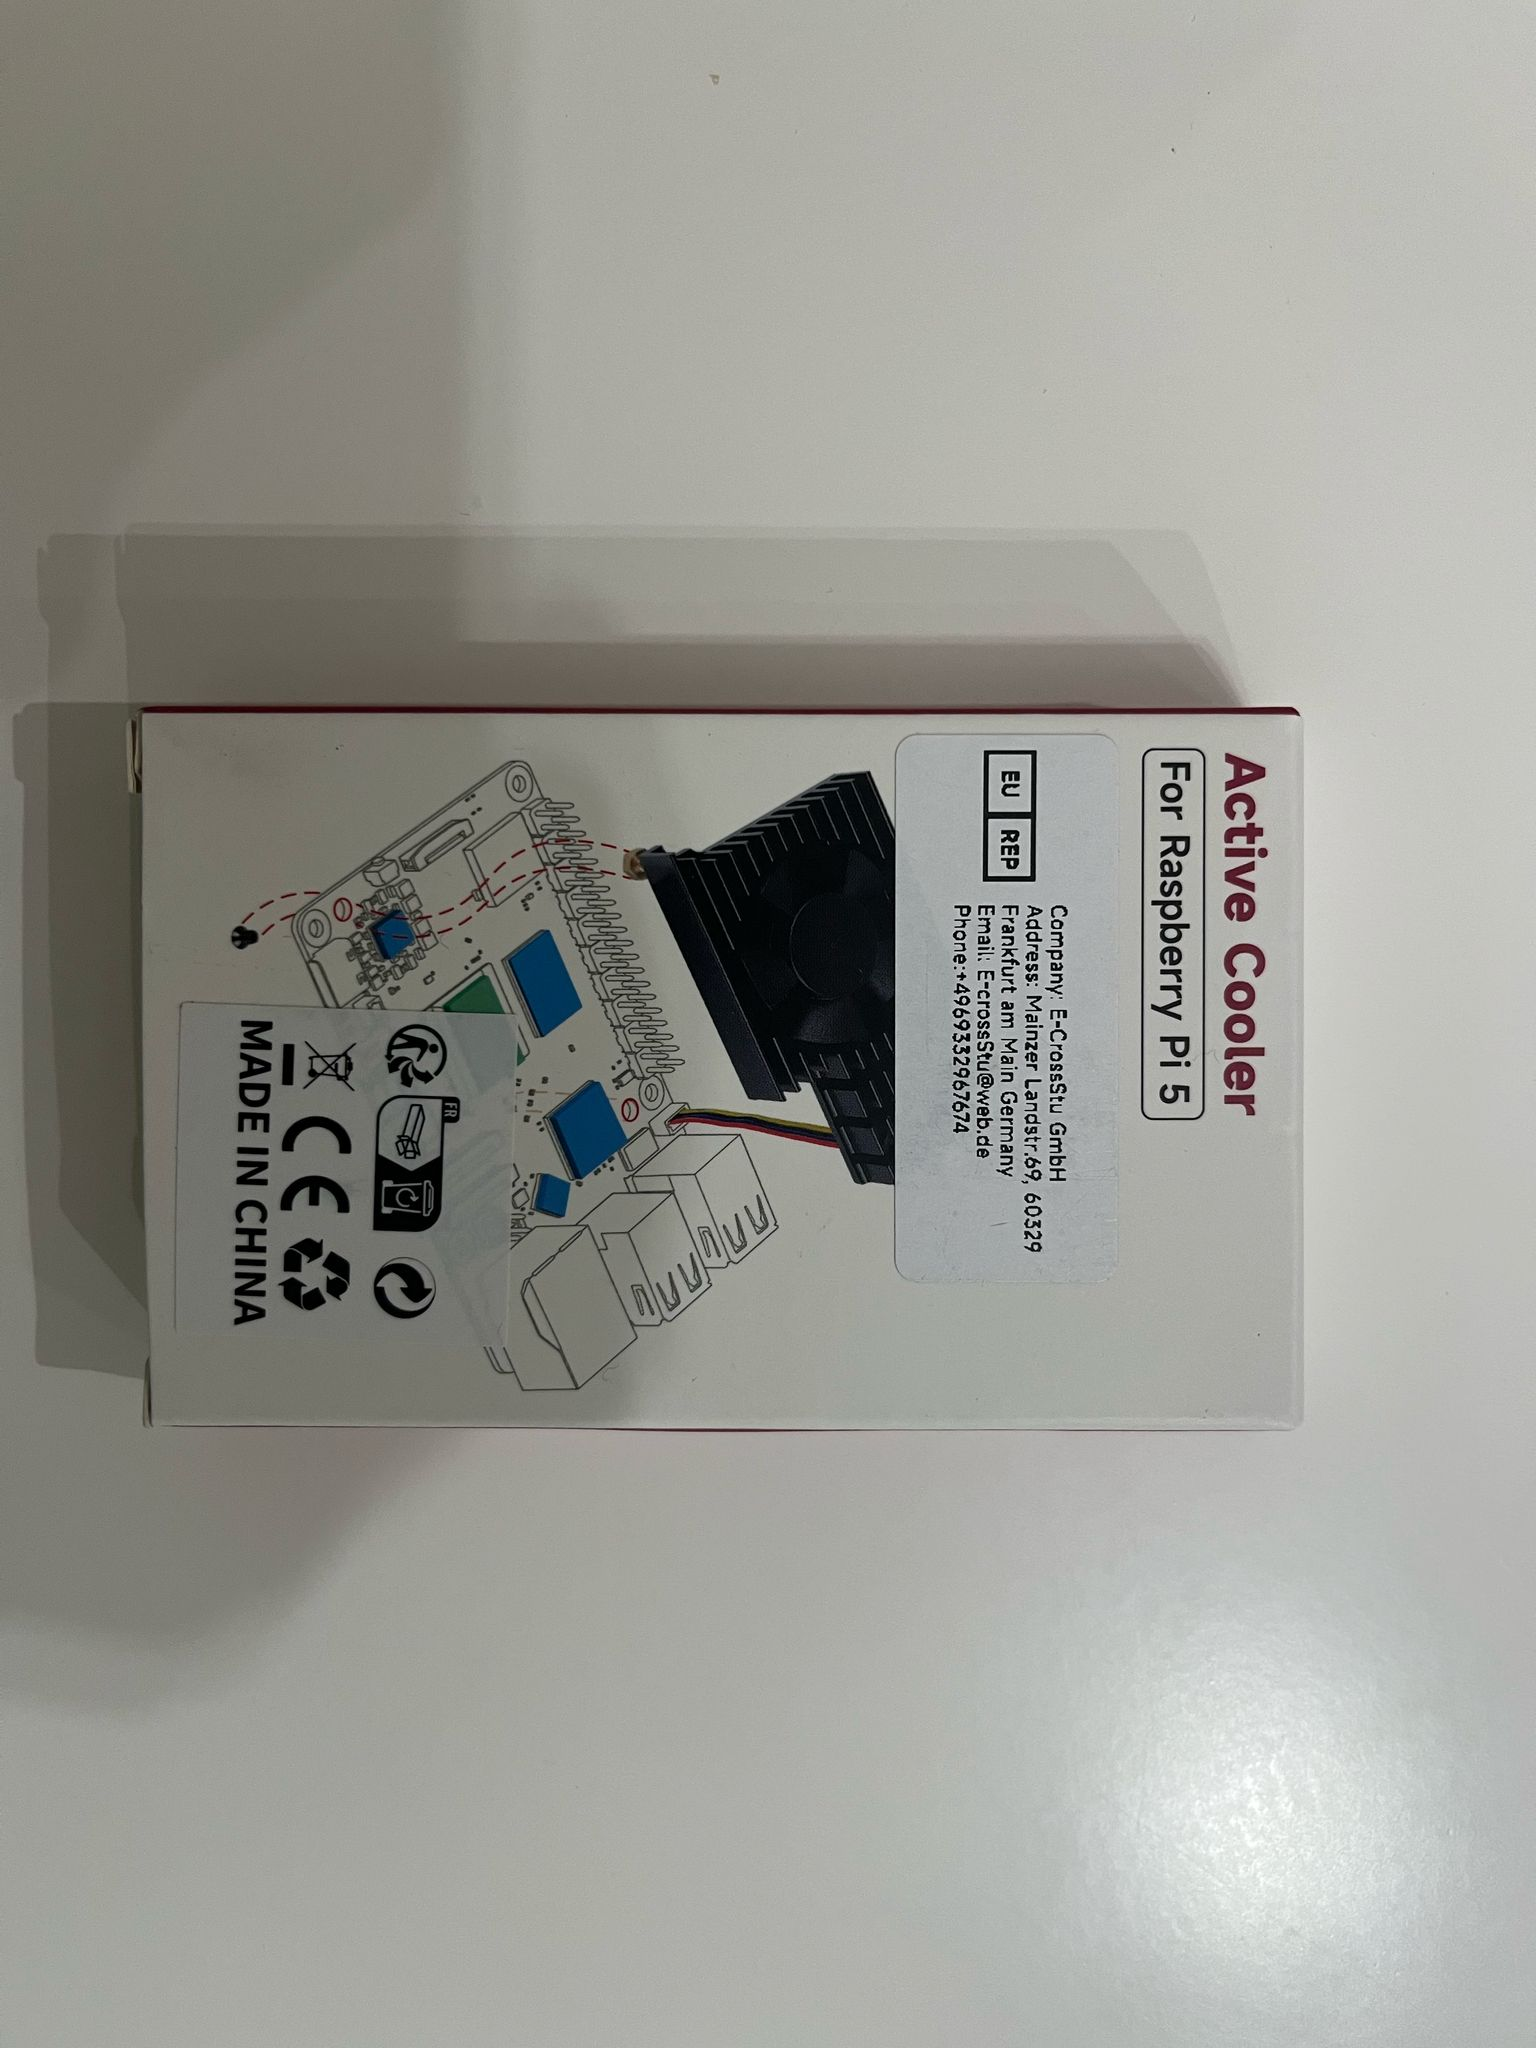 Active Cooler
For Raspberry Pi 5
EU REP
Company: E-CrossStu GmbH
Address: Mainzer Landstr.69, 60329
Frankfurt am Main Germany
Email: E-crossStu@web.de
Phone:+4969332967674
FR
CE
MADE IN CHINA